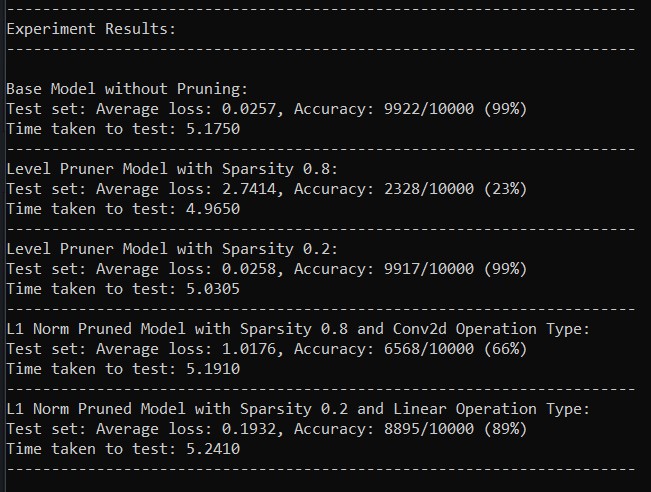 --------------------------------------------------------------
Experiment Results:
--------------------------------------------------------------
Base Model without Pruning:
Test set: Average loss: 0.0257, Accuracy: 9922/10000 (99%)
Time taken to test: 5.1750
--------------------------------------------------------------
Level Pruner Model with Sparsity 0.8:
Test set: Average loss: 2.7414, Accuracy: 2328/10000 (23%)
Time taken to test: 4.9650
--------------------------------------------------------------
Level Pruner Model with Sparsity 0.2:
Test set: Average loss: 0.0258, Accuracy: 9917/10000 (99%)
Time taken to test: 5.0305
--------------------------------------------------------------
L1 Norm Pruned Model with Sparsity 0.8 and Conv2d Operation Type:
Test set: Average loss: 1.0176, Accuracy: 6568/10000 (66%)
Time taken to test: 5.1910
--------------------------------------------------------------
L1 Norm Pruned Model with Sparsity 0.2 and Linear Operation Type:
Test set: Average loss: 0.1932, Accuracy: 8895/10000 (89%)
Time taken to test: 5.2410
--------------------------------------------------------------